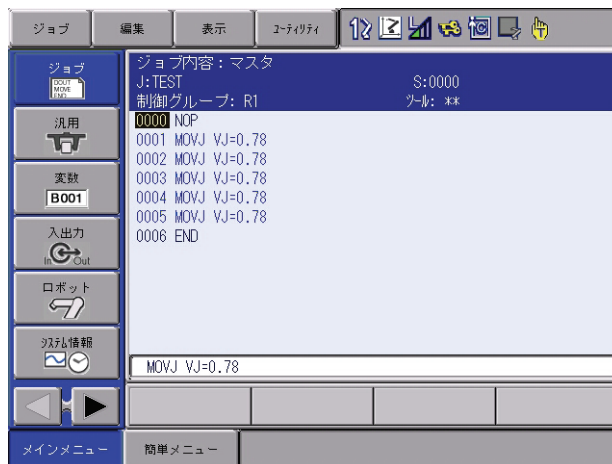 ジョブ 編集 表示 ユーティリティ
ジョブ
DOUT
MOVE
END
汎用
変数
B001
入出力
In Out
ロボット
システム情報
ジョブ内容:マスタ
J:TEST S:0000
制御グループ: R1 ツール: **
0000 NOP
0001 MOVJ VJ=0.78
0002 MOVJ VJ=0.78
0003 MOVJ VJ=0.78
0004 MOVJ VJ=0.78
0005 MOVJ VJ=0.78
0006 END
MOVJ VJ=0.78
メインメニュー 簡単メニュー